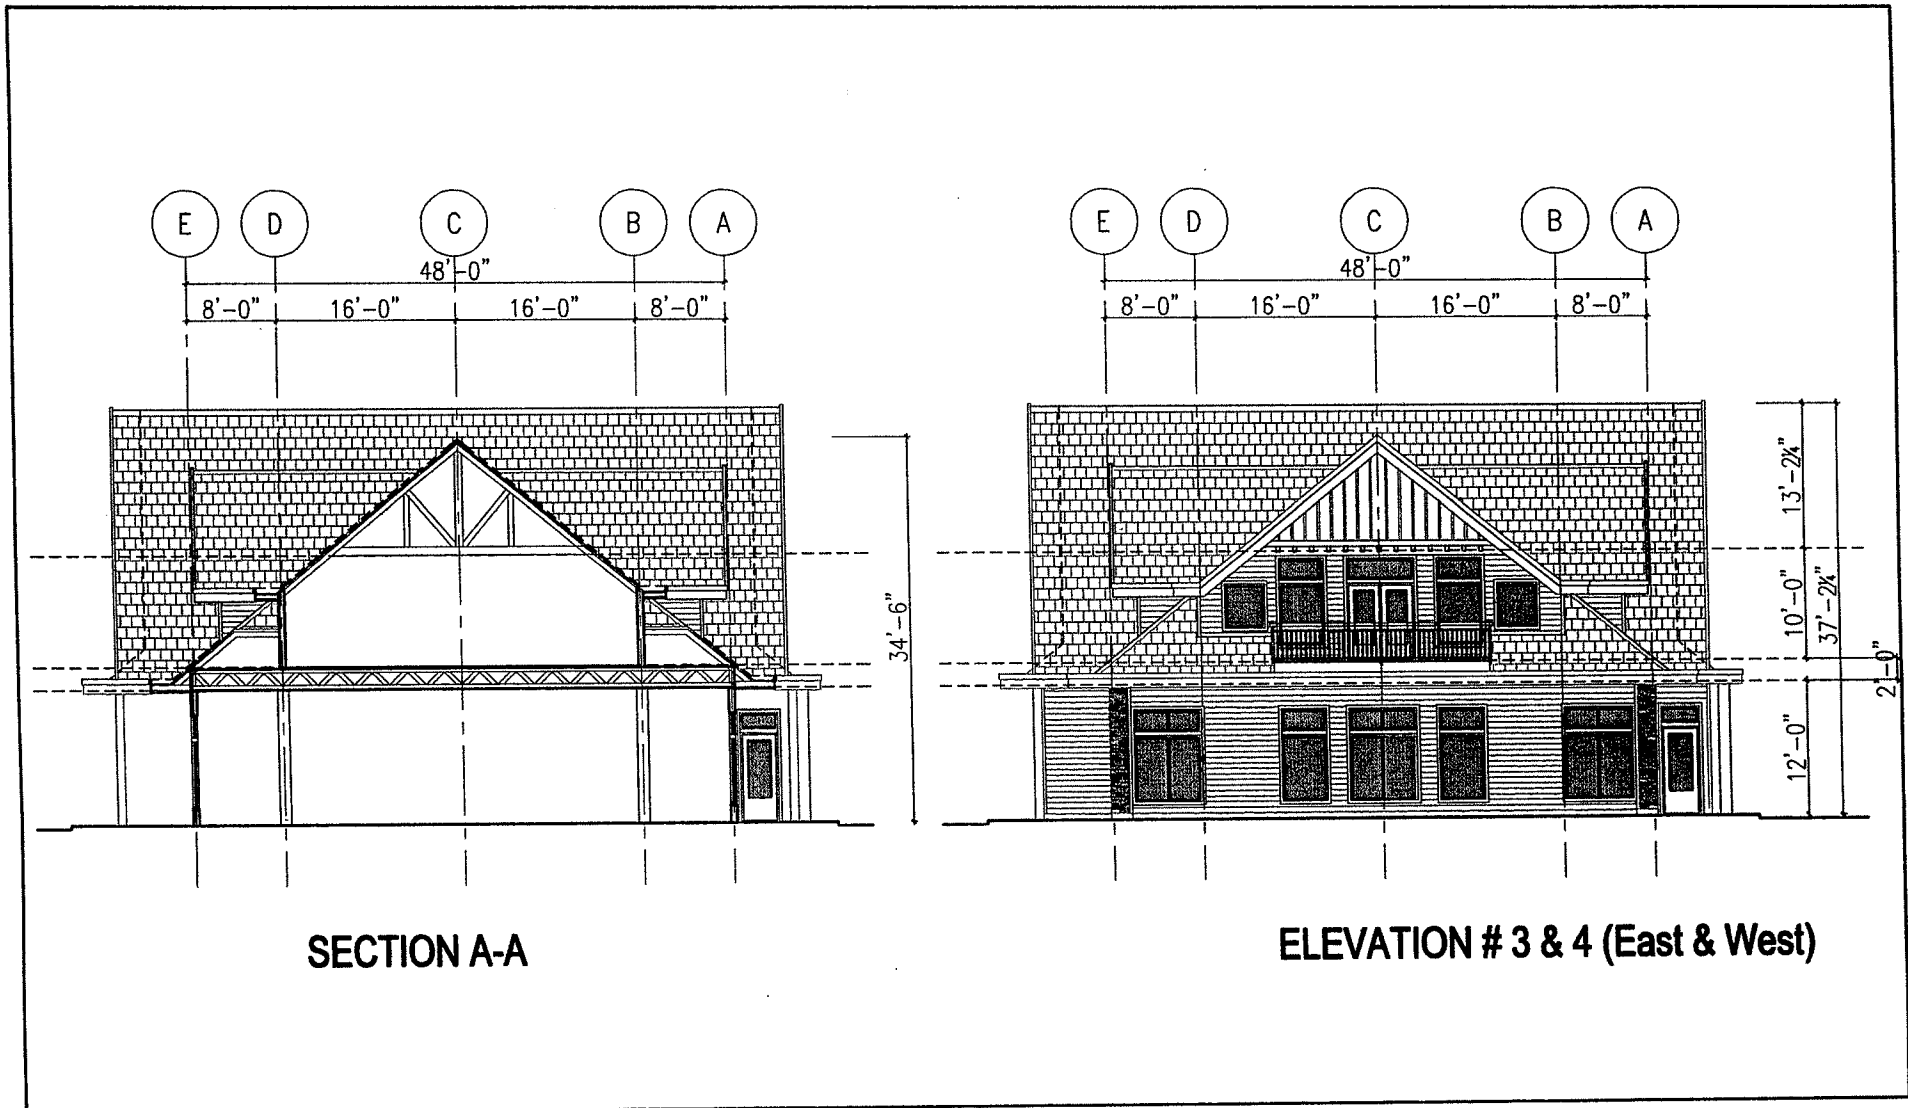 E D C B A
48'-0"
8'-0" 16'-0" 16'-0" 8'-0"
34'-6"
SECTION A-A
E D C B A
48'-0"
8'-0" 16'-0" 16'-0" 8'-0"
13'-2¼"
10'-0"
37'-2¼"
2'-0"
12'-0"
ELEVATION # 3 & 4 (East & West)